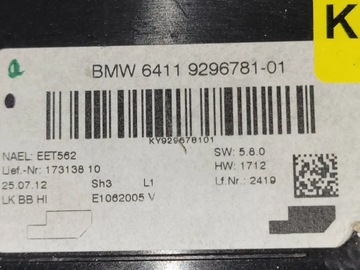 K
a
BMW 6411 9296781-01
KY929678101
NAEL: EET562
Lief.-Nr: 173138 10
25.07.12 Sh3 L1
LK BB HI E1062005 V
SW: 5.8.0
HW: 1712
Lf.Nr.: 2419